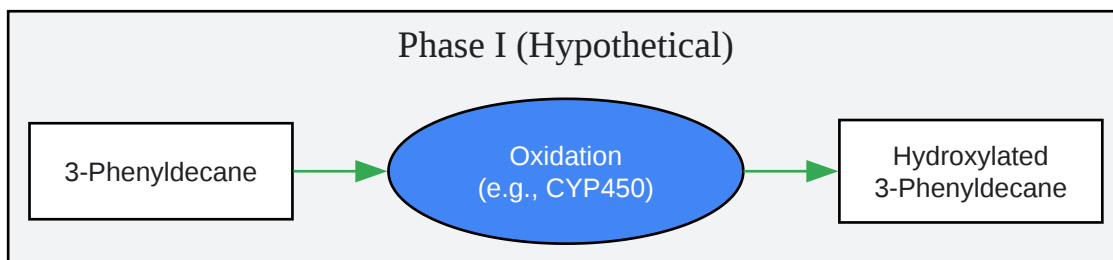 Phase I (Hypothetical)
3-Phenyldecane
Oxidation
(e.g., CYP450)
Hydroxylated
3-Phenyldecane